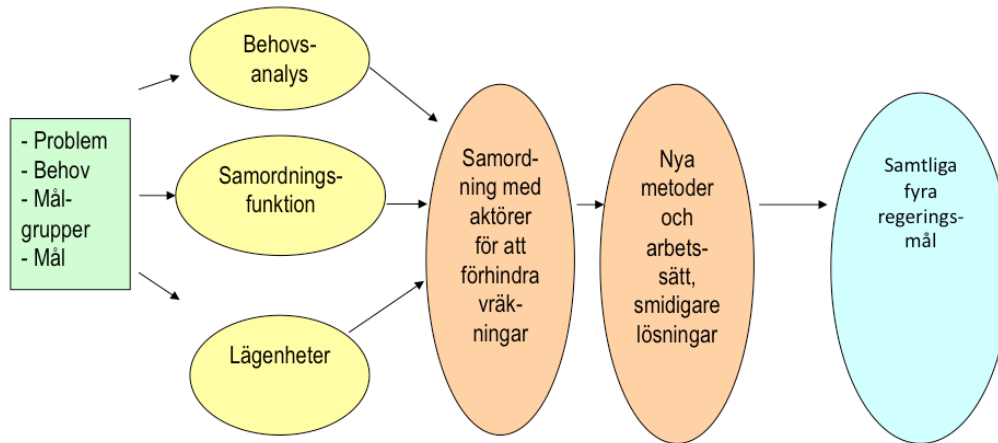 - Problem
- Behov
- Mål-
grupper
- Mål
Behovs-
analys
Samordnings-
funktion
Lägenheter
Samord-
ning med
aktörer
för att
förhindra
vräk-
ningar
Nya
metoder
och
arbets-
sätt,
smidigare
lösningar
Samtliga
fyra
regerings-
mål